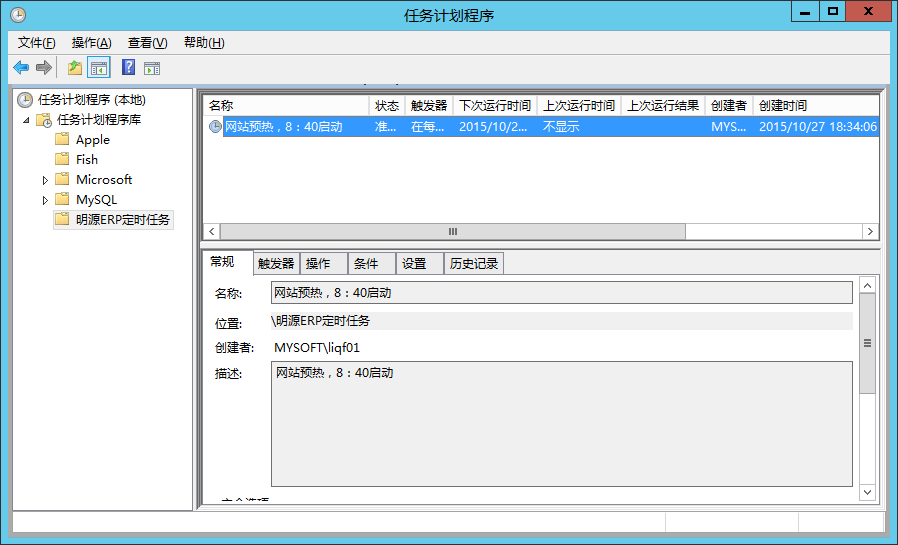 任务计划程序
文件(F) 操作(A) 查看(V) 帮助(H)
任务计划程序 (本地)
任务计划程序库
Apple
Fish
Microsoft
MySQL
明源ERP定时任务
名称 状态 触发器 下次运行时间 上次运行时间 上次运行结果 创建者 创建时间
网站预热，8：40启动 准... 在每... 2015/10/2... 不显示 MYS... 2015/10/27 18:34:06
常规 触发器 操作 条件 设置 历史记录
名称: 网站预热，8：40启动
位置: \明源ERP定时任务
创建者: MYSOFT\liqf01
描述: 网站预热，8：40启动